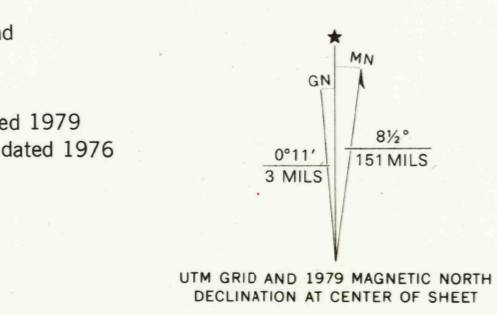 ed 1979
dated 1976
MN
GN
8½°
151 MILS
0°11′
3 MILS
UTM GRID AND 1979 MAGNETIC NORTH
DECLINATION AT CENTER OF SHEET